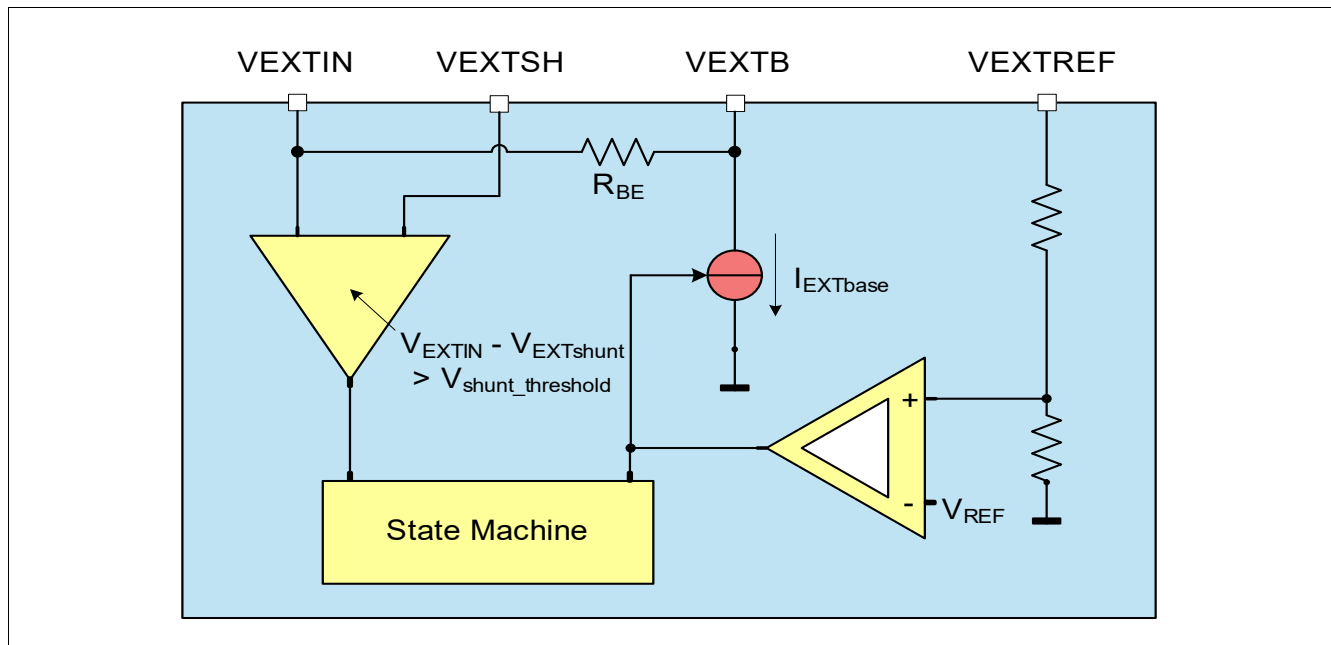 VEXTIN VEXTSH VEXTB VEXTREF
RBE
IEXTbase
VEXTIN - VEXTshunt
> Vshunt_threshold
+
-
VREF
State Machine